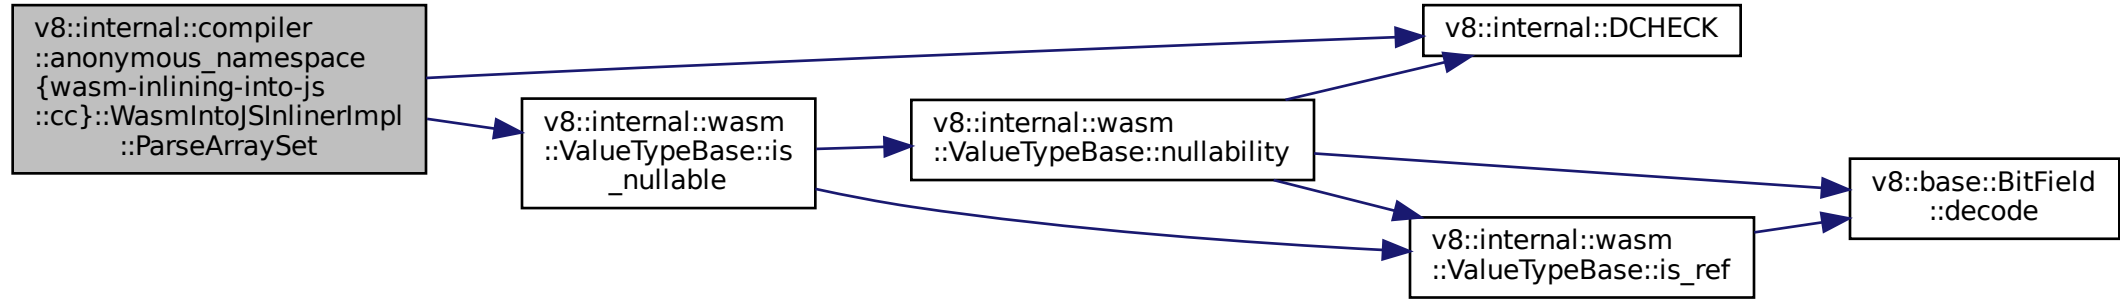 v8::internal::compiler
::anonymous_namespace
{wasm-inlining-into-js
::cc}::WasmIntoJSInlinerImpl
::ParseArraySet
v8::internal::DCHECK
v8::internal::wasm
::ValueTypeBase::is
_nullable
v8::internal::wasm
::ValueTypeBase::nullability
v8::base::BitField
::decode
v8::internal::wasm
::ValueTypeBase::is_ref